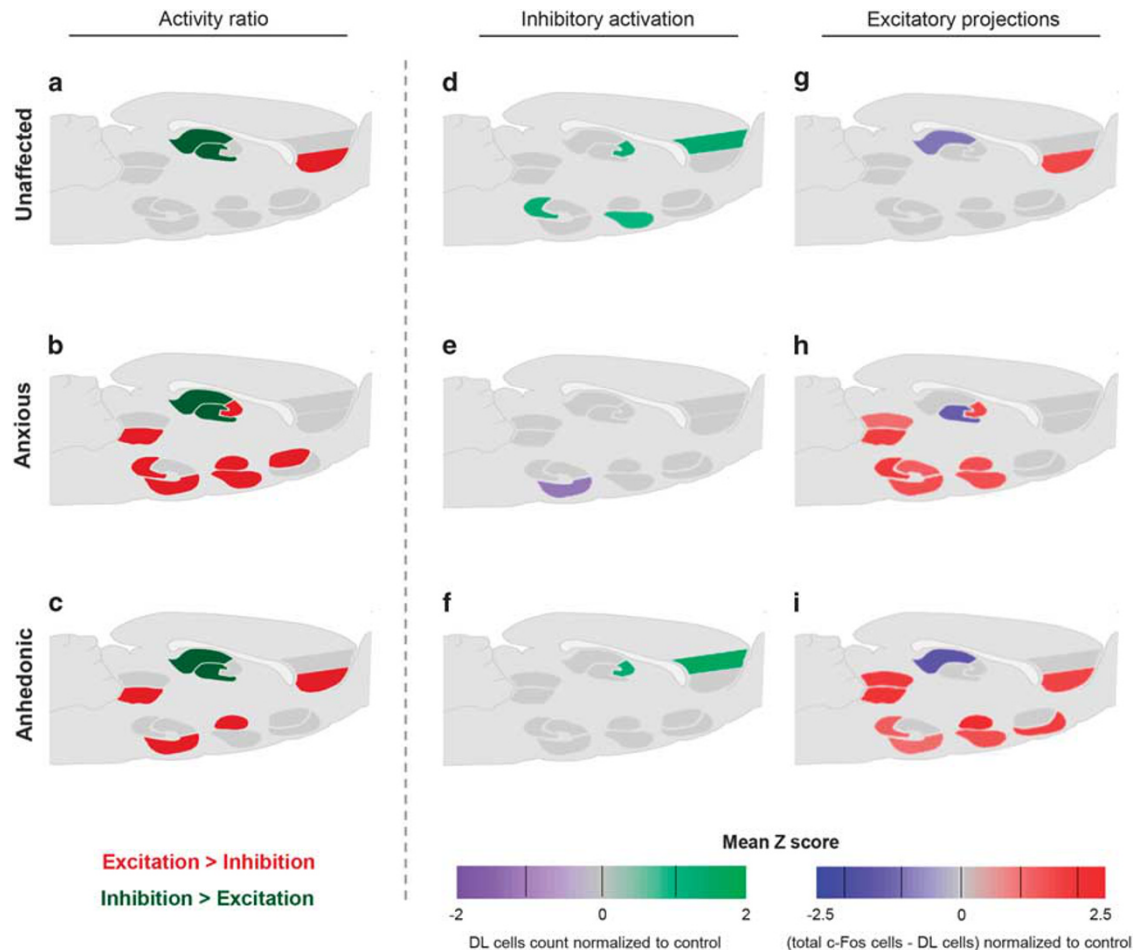 Activity ratio
Inhibitory activation
Excitatory projections
Unaffected
a
d
g
Anxious
b
e
h
Anhedonic
c
f
i
Excitation > Inhibition
Inhibition > Excitation
Mean Z score
-2
0
2
-2.5
0
2.5
DL cells count normalized to control
(total c-Fos cells - DL cells) normalized to control